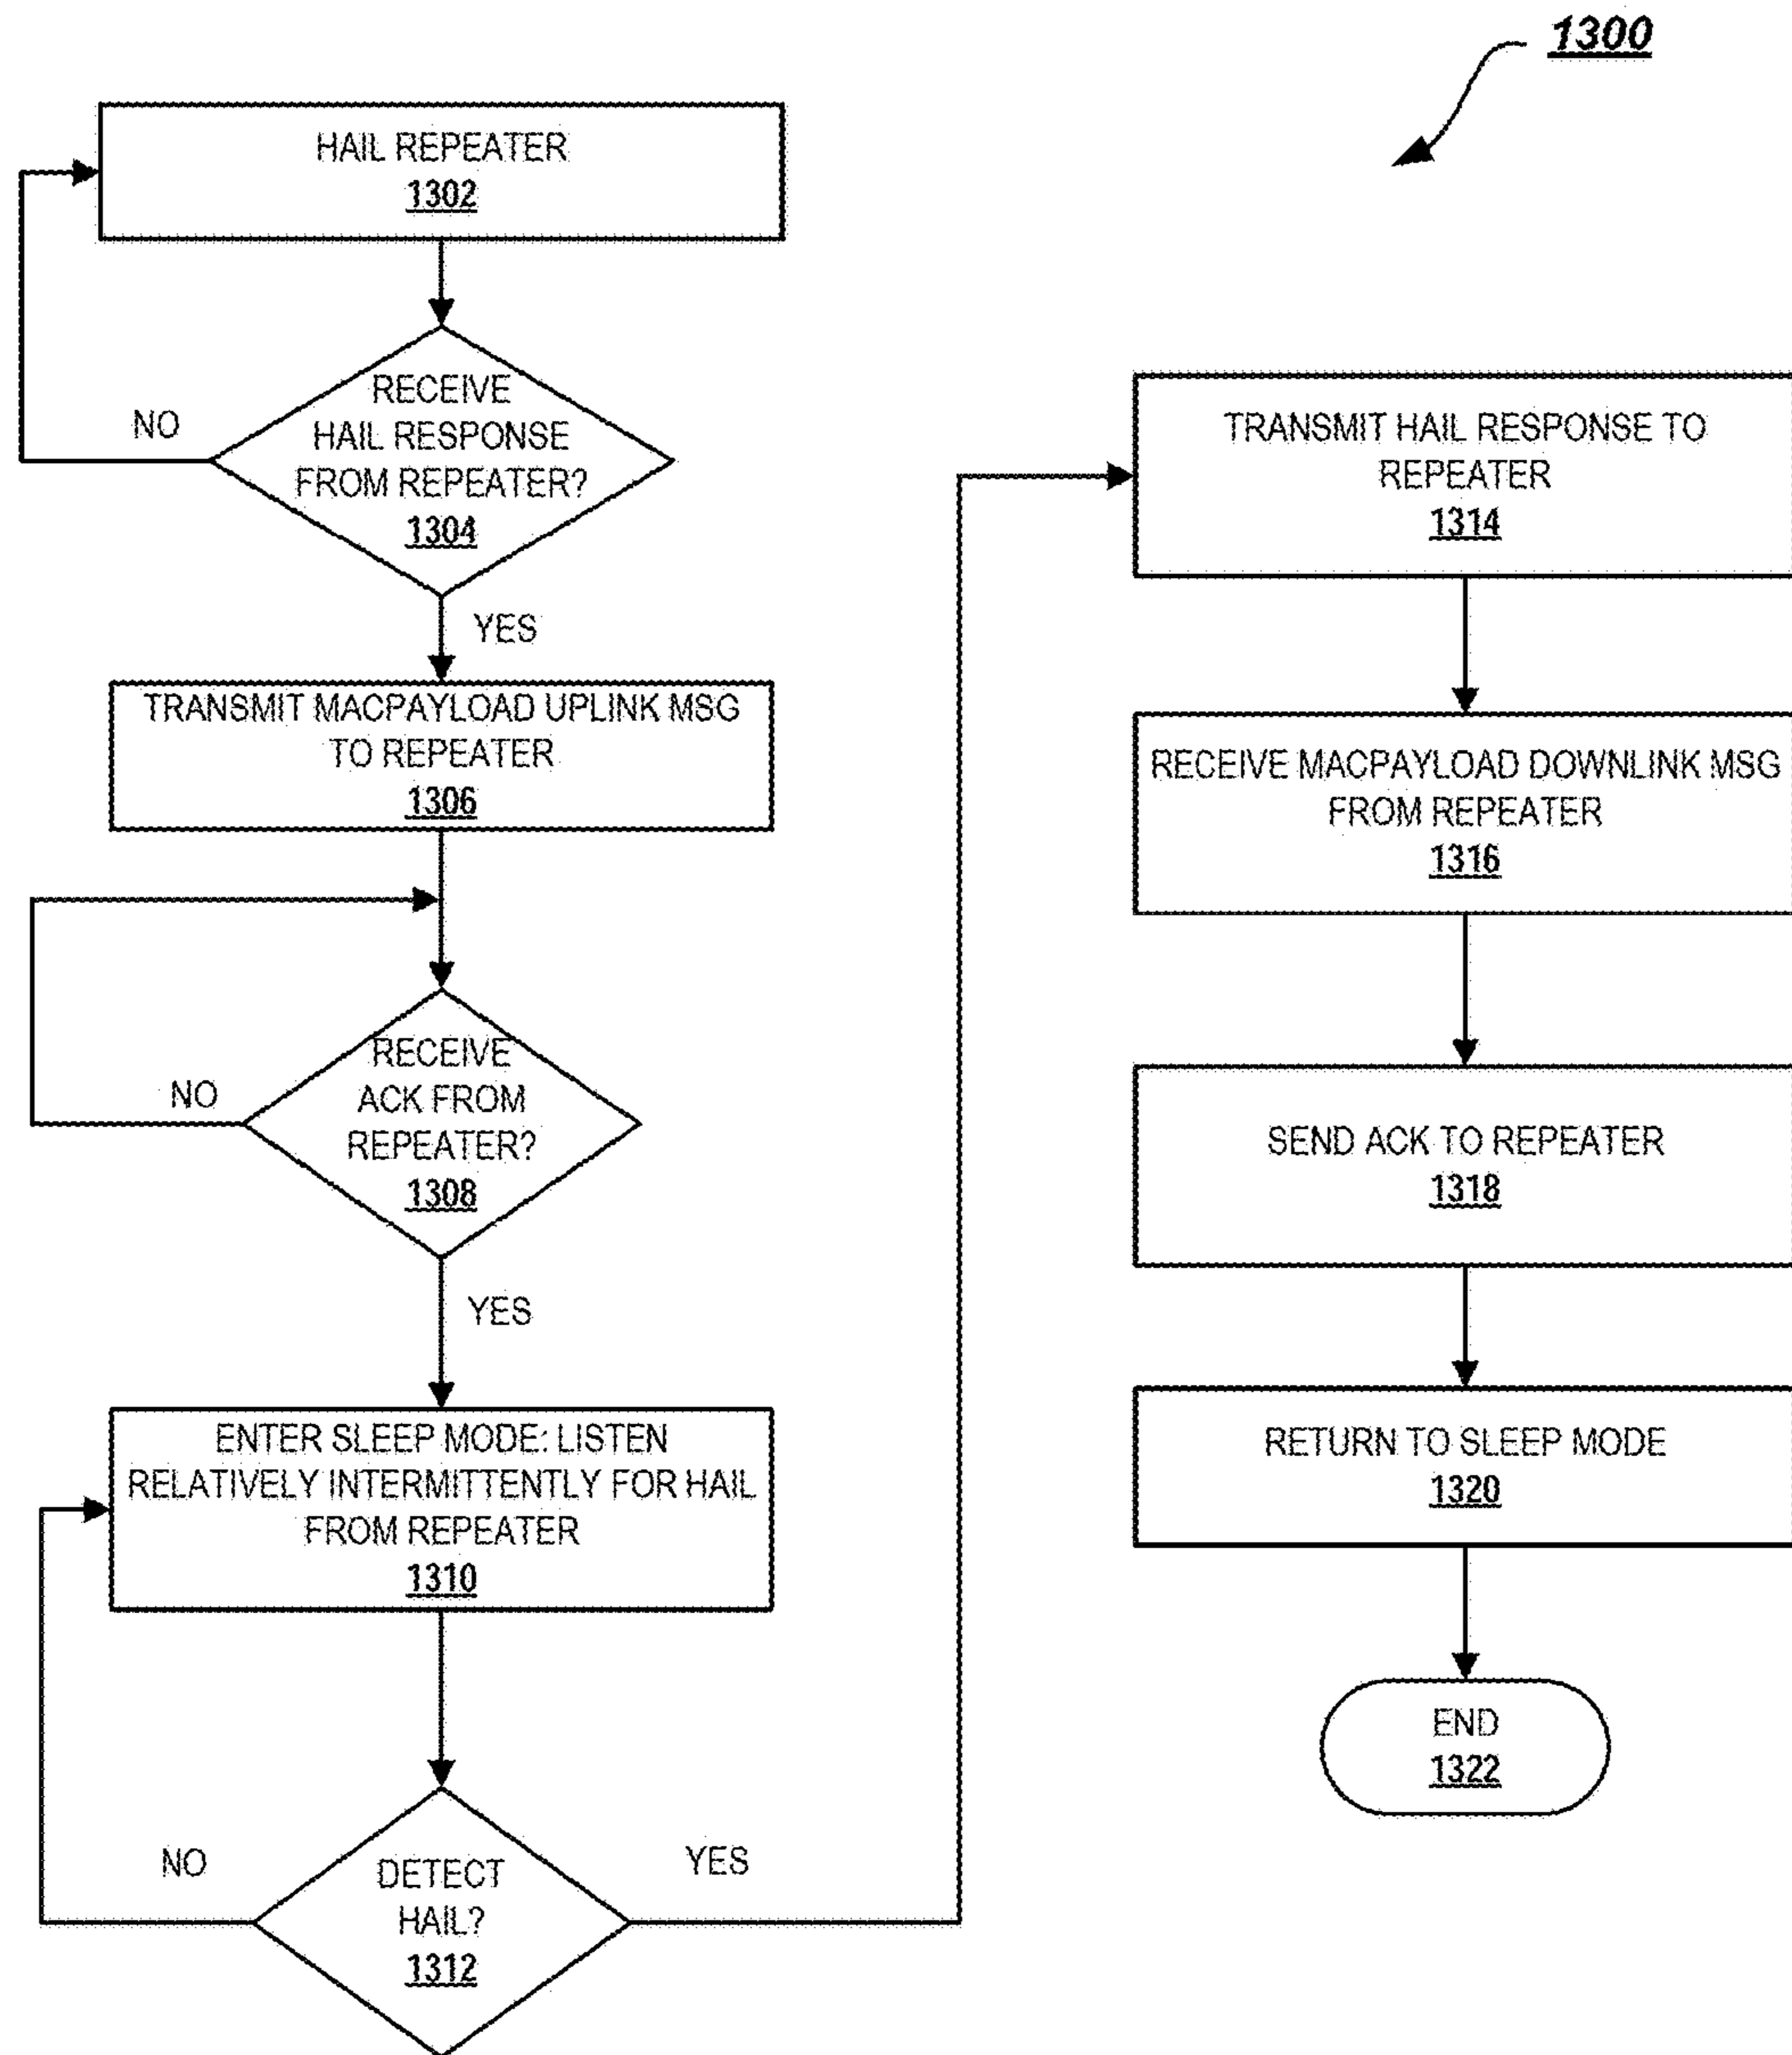 1300
HAIL REPEATER
1302
RECEIVE
HAIL RESPONSE
FROM REPEATER?
1304
NO
YES
TRANSMIT MACPAYLOAD UPLINK MSG
TO REPEATER
1306
RECEIVE
ACK FROM
REPEATER?
1308
NO
YES
ENTER SLEEP MODE: LISTEN
RELATIVELY INTERMITTENTLY FOR HAIL
FROM REPEATER
1310
DETECT
HAIL?
1312
NO
YES
TRANSMIT HAIL RESPONSE TO
REPEATER
1314
RECEIVE MACPAYLOAD DOWNLINK MSG
FROM REPEATER
1316
SEND ACK TO REPEATER
1318
RETURN TO SLEEP MODE
1320
END
1322